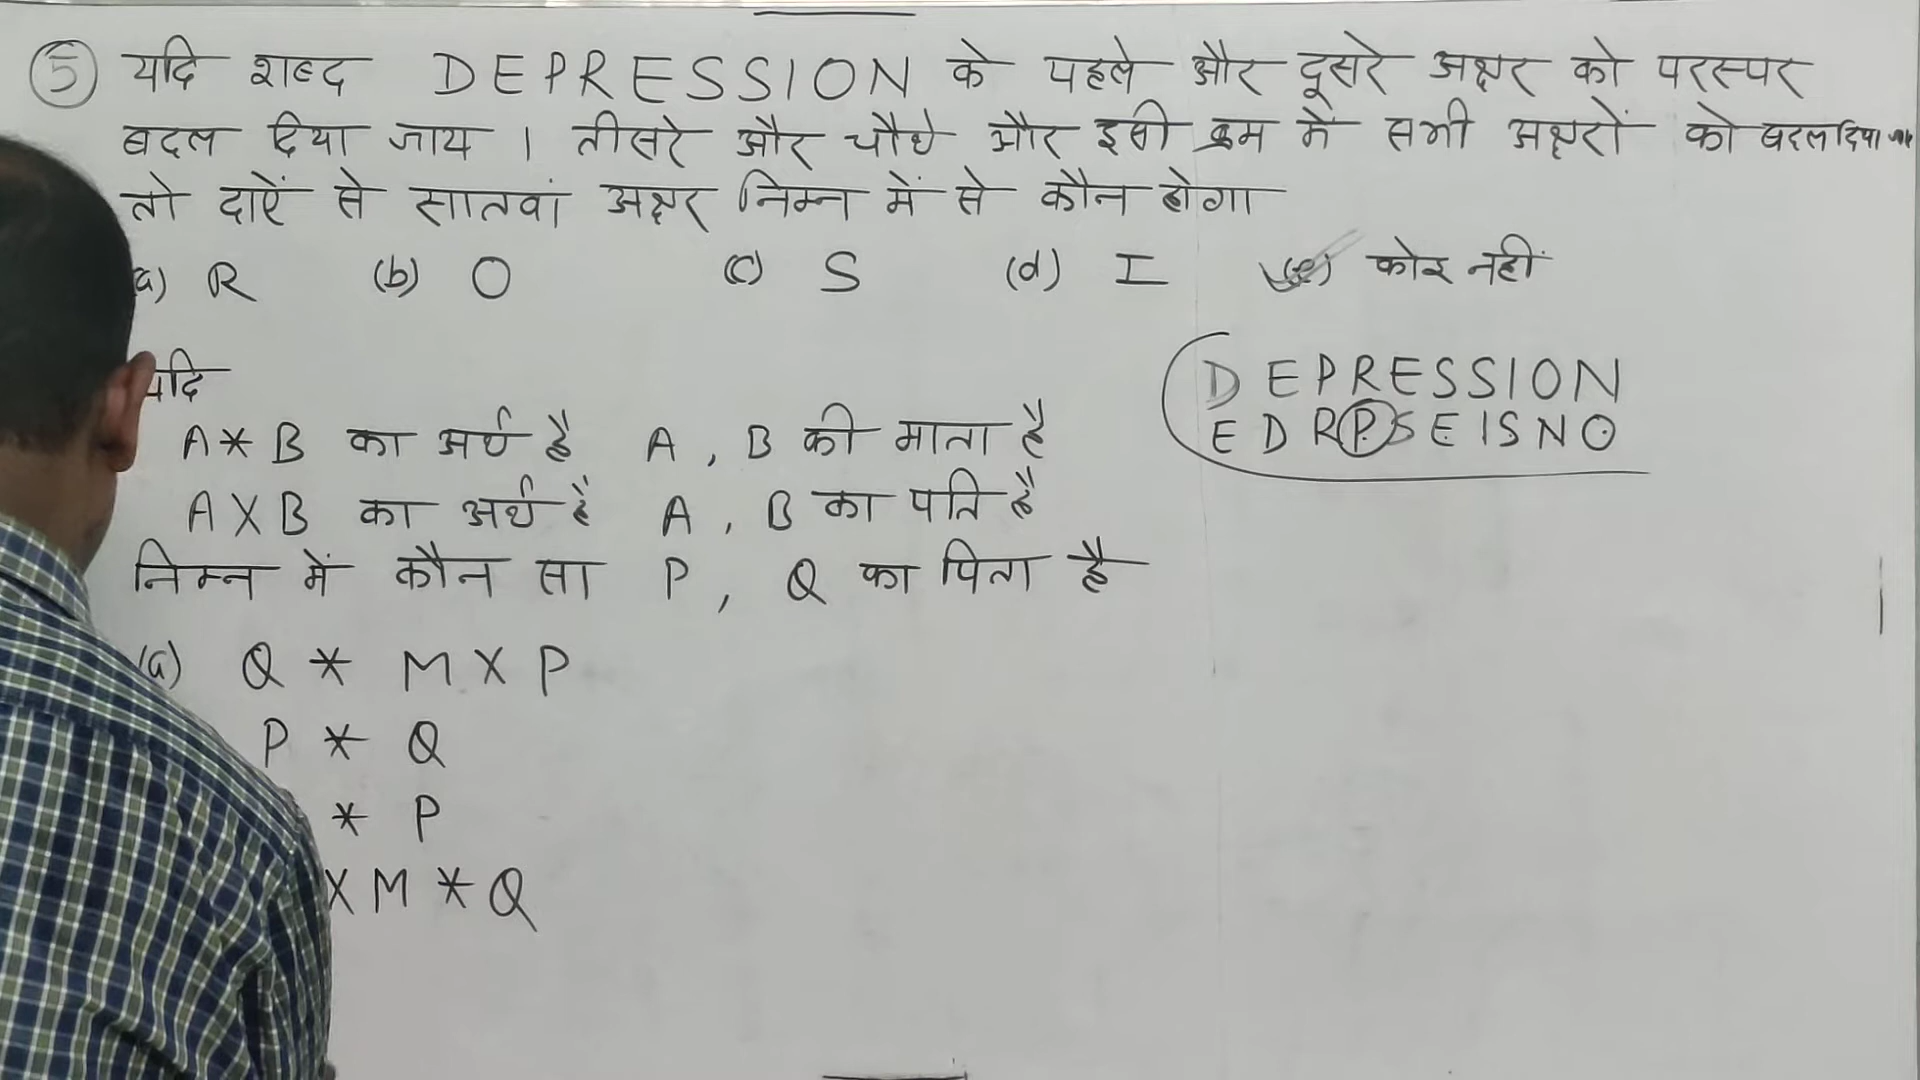 5 यदि शब्द DEPRESSION के पहले और दूसरे अक्षर को परस्पर
बदल दिया जाय । तीसरे और चौथे और इसी क्रम में सभी अक्षरों को बदल दिया
तो दाऐं से सातवां अक्षर निम्न में से कौन होगा
(a) R (b) O (c) S (d) I (e) कोइ नहीं
DEPRESSION
EDRPSEISNO
यदि
A * B का अर्थ है A , B की माता है
A X B का अर्थ है A , B का पति है
निम्न में कौन सा P , Q का पिता है
(a) Q * M X P
P * Q
* P
X M * Q